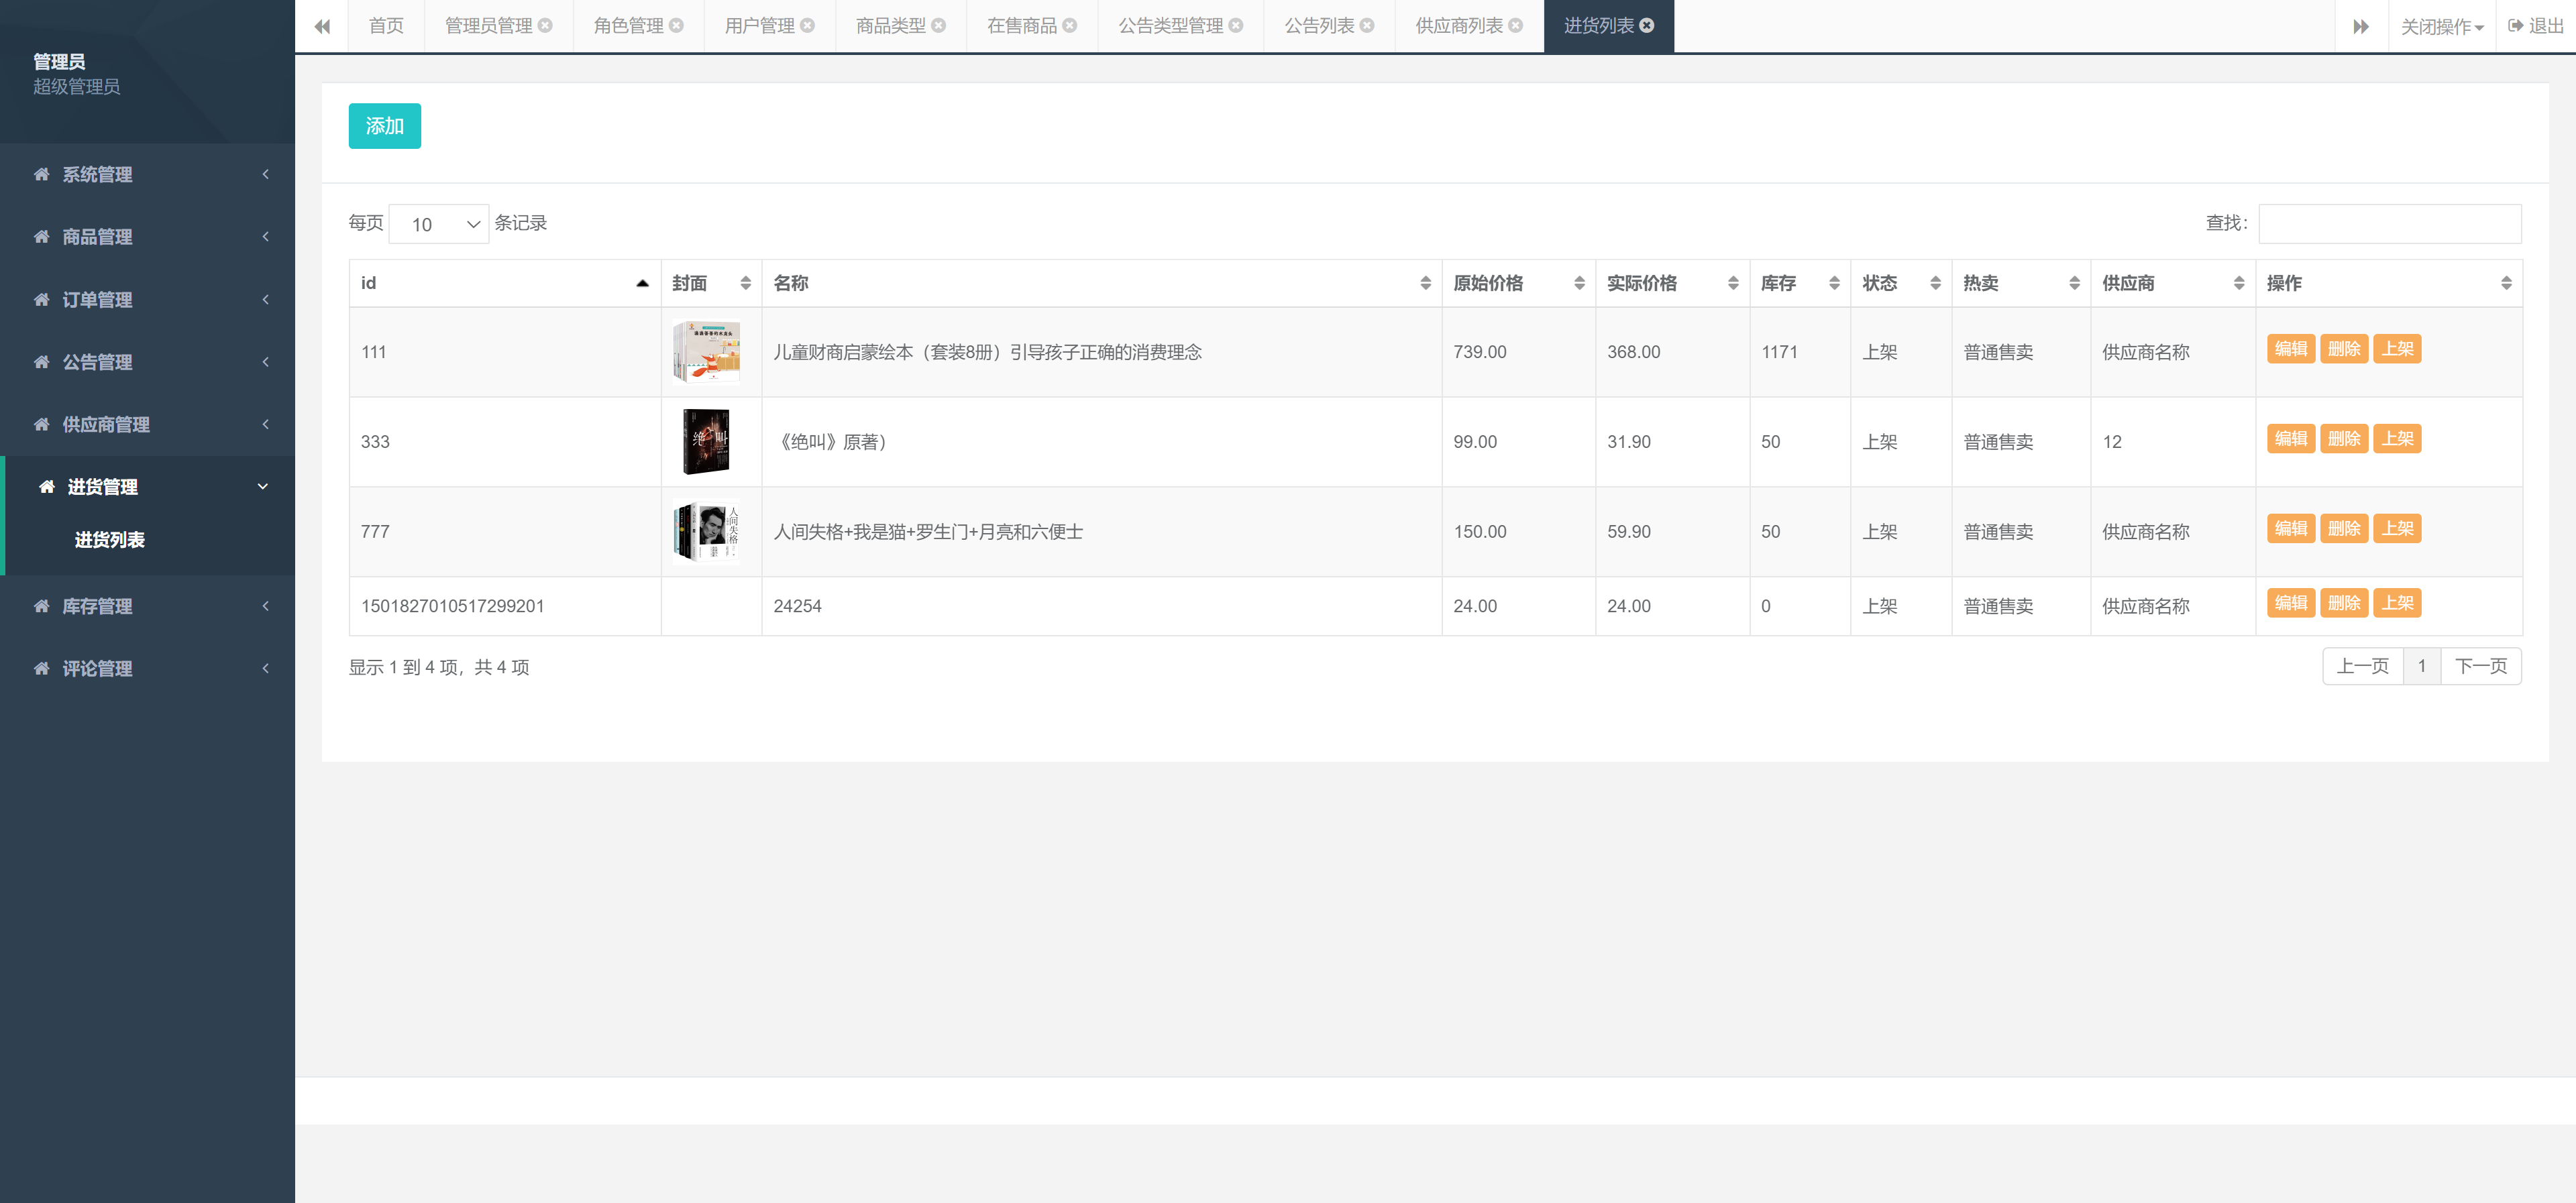 管理员
超级管理员
系统管理
商品管理
订单管理
公告管理
供应商管理
进货管理
进货列表
库存管理
评论管理
首页 管理员管理 角色管理 用户管理 商品类型 在售商品 公告类型管理 公告列表 供应商列表 进货列表 关闭操作 退出
添加
每页 10 条记录 查找：
id 封面 名称 原始价格 实际价格 库存 状态 热卖 供应商 操作
111 儿童财商启蒙绘本（套装8册）引导孩子正确的消费理念 739.00 368.00 1171 上架 普通售卖 供应商名称 编辑 删除 上架
333 绝叫 《绝叫》原著） 99.00 31.90 50 上架 普通售卖 12 编辑 删除 上架
777 人间失格 人间失格+我是猫+罗生门+月亮和六便士 150.00 59.90 50 上架 普通售卖 供应商名称 编辑 删除 上架
1501827010517299201 24254 24.00 24.00 0 上架 普通售卖 供应商名称 编辑 删除 上架
显示 1 到 4 项，共 4 项 上一页 1 下一页